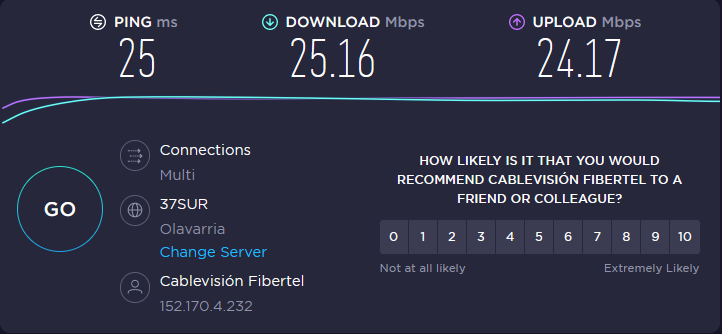 PING ms
25
DOWNLOAD Mbps
25.16
UPLOAD Mbps
24.17
GO
Connections
Multi
37SUR
Olavarria
Change Server
Cablevisión Fibertel
152.170.4.232
HOW LIKELY IS IT THAT YOU WOULD
RECOMMEND CABLEVISIÓN FIBERTEL TO A
FRIEND OR COLLEAGUE?
0 1 2 3 4 5 6 7 8 9 10
Not at all likely Extremely Likely